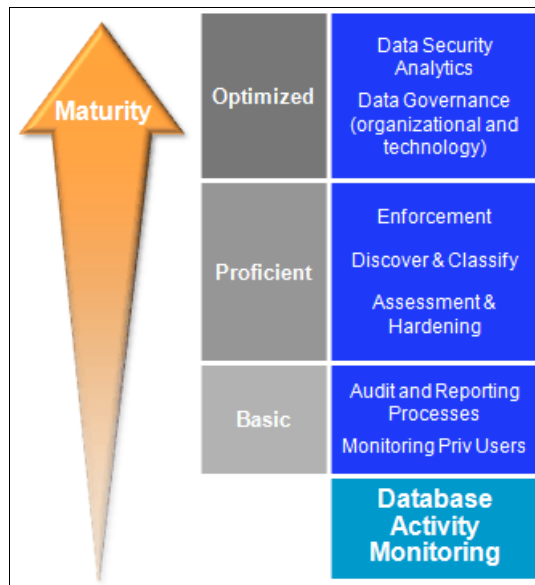 Maturity
Optimized
Data Security
Analytics
Data Governance
(organizational and
technology)
Proficient
Enforcement
Discover & Classify
Assessment &
Hardening
Basic
Audit and Reporting
Processes
Monitoring Priv Users
Database
Activity
Monitoring